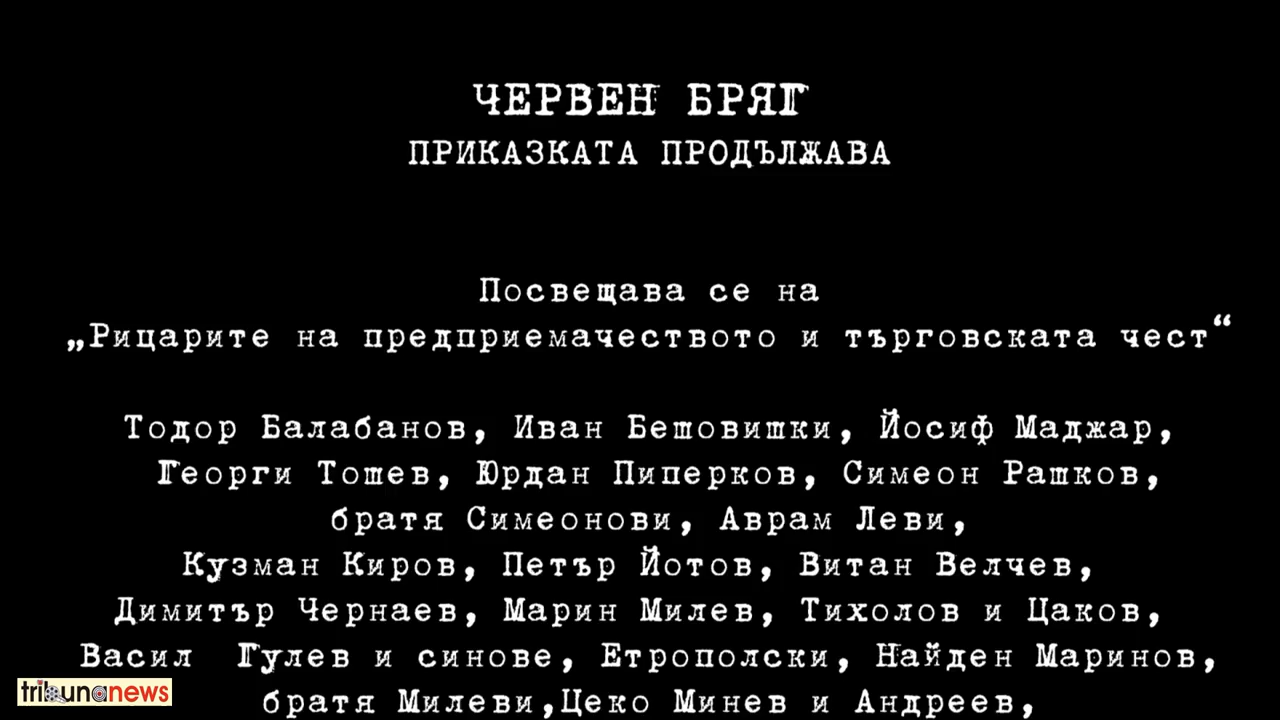 ЧЕРВЕН БРЯГ
ПРИКАЗКАТА ПРОДЪЛЖАВА
Посвещава се на
„Рицарите на предприемачеството и търговската чест“
Тодор Балабанов, Иван Бешовишки, Йосиф Маджар,
Георги Тошев, Юрдан Пиперков, Симеон Рашков,
братя Симеонови, Аврам Леви,
Кузман Киров, Петър Йотов, Витан Велчев,
Димитър Чернаев, Марин Милев, Тихолов и Цаков,
Васил Гулев и синове, Етрополски, Найден Маринов,
братя Милеви,Цеко Минев и Андреев,
tribunanews